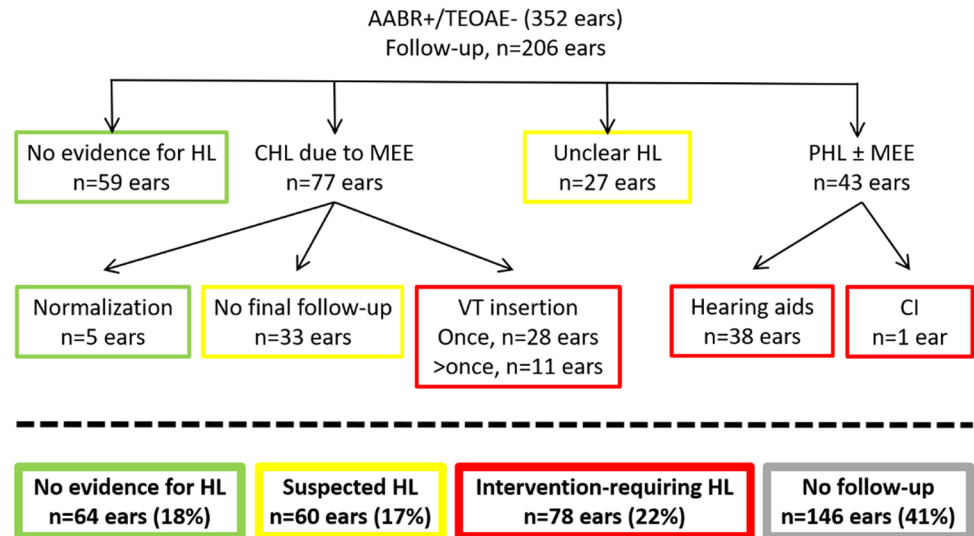 AABR+/TEOAE- (352 ears)
Follow-up, n=206 ears
No evidence for HL
n=59 ears
CHL due to MEE
n=77 ears
Unclear HL
n=27 ears
PHL ± MEE
n=43 ears
Normalization
n=5 ears
No final follow-up
n=33 ears
VT insertion
Once, n=28 ears
>once, n=11 ears
Hearing aids
n=38 ears
CI
n=1 ear
No evidence for HL
n=64 ears (18%)
Suspected HL
n=60 ears (17%)
Intervention-requiring HL
n=78 ears (22%)
No follow-up
n=146 ears (41%)